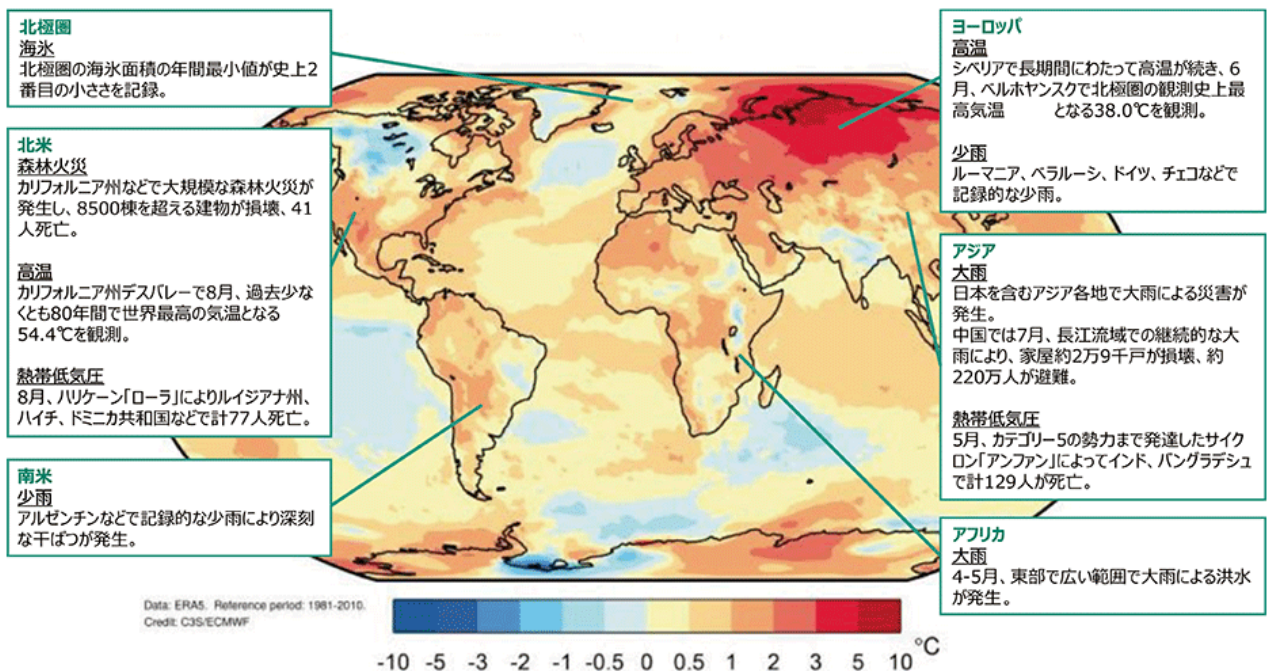 北極圏
海氷
北極圏の海氷面積の年間最小値が史上2
番目の小ささを記録。
北米
森林火災
カリフォルニア州などで大規模な森林火災が
発生し、8500棟を超える建物が損壊、41
人死亡。
高温
カリフォルニア州デスバレーで8月、過去少な
くとも80年間で世界最高の気温となる
54.4℃を観測。
熱帯低気圧
8月、ハリケーン「ローラ」によりルイジアナ州、
ハイチ、ドミニカ共和国などで計77人死亡。
南米
少雨
アルゼンチンなどで記録的な少雨により深刻
な干ばつが発生。
ヨーロッパ
高温
シベリアで長期間にわたって高温が続き、6
月、ベルホヤンスクで北極圏の観測史上最
高気温 となる38.0℃を観測。
少雨
ルーマニア、ベラルーシ、ドイツ、チェコなどで
記録的な少雨。
アジア
大雨
日本を含むアジア各地で大雨による災害が
発生。
中国では7月、長江流域での継続的な大
雨により、家屋約2万9千戸が損壊、約
220万人が避難。
熱帯低気圧
5月、カテゴリー5の勢力まで発達したサイク
ロン「アンファン」によってインド、バングラデシュ
で計129人が死亡。
アフリカ
大雨
4-5月、東部で広い範囲で大雨による洪水
が発生。
Data: ERA5. Reference period: 1981-2010.
Credit: C3S/ECMWF
-10 -5 -3 -2 -1 -0.5 0 0.5 1 2 3 5 10 °C